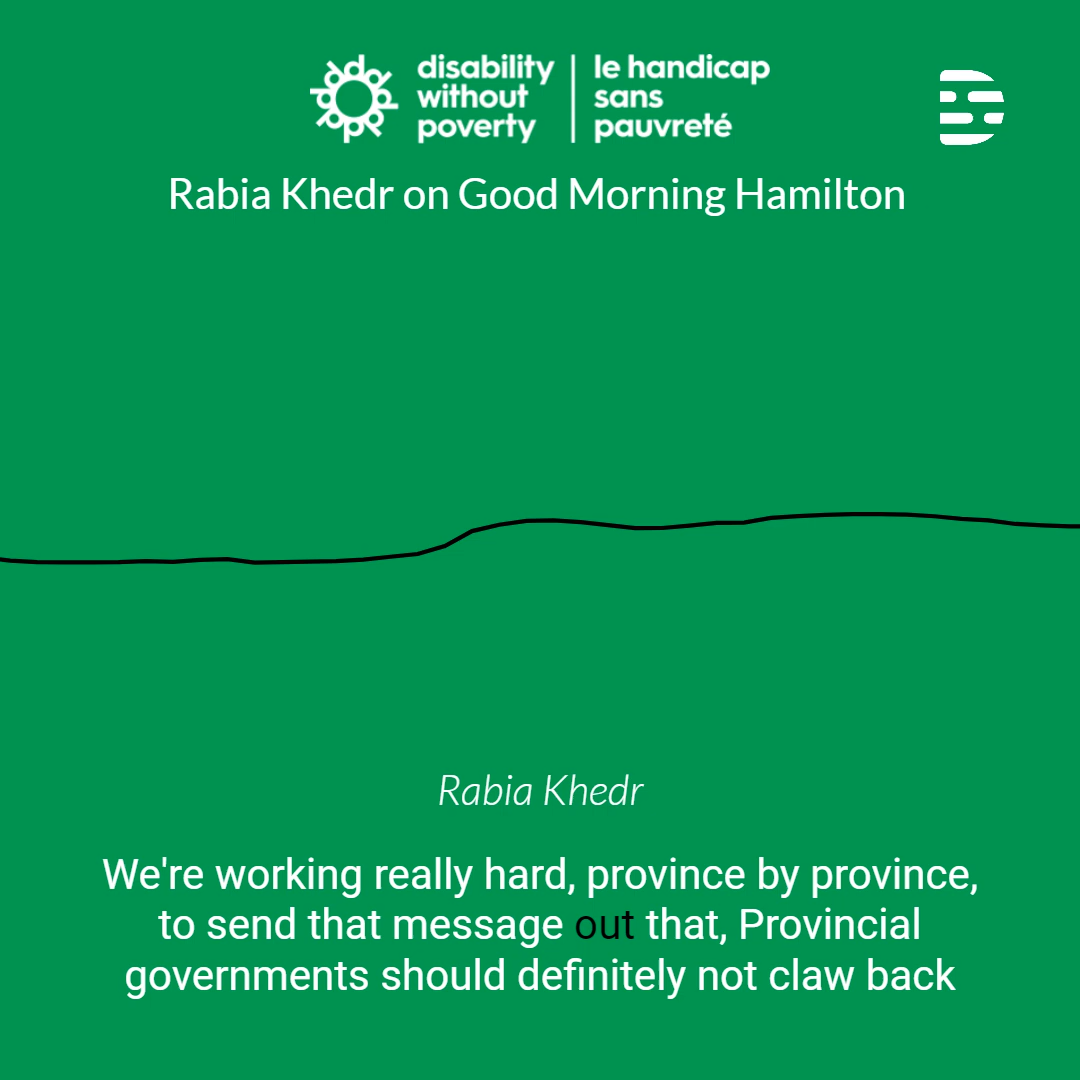 disability
without
poverty
le handicap
sans
pauvreté
Rabia Khedr on Good Morning Hamilton
Rabia Khedr
We're working really hard, province by province,
to send that message out that, Provincial
governments should definitely not claw back